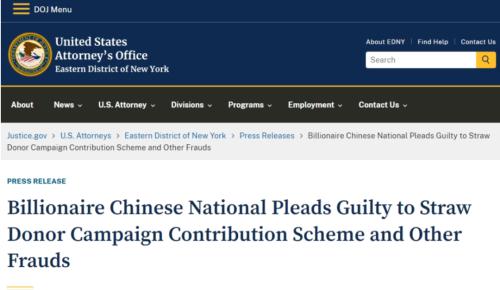 DOJ Menu
United States
Attorney's Office
Eastern District of New York
About EDNY | Find Help | Contact Us
Search
About News U.S. Attorney Divisions Programs Employment Contact Us
Justice.gov > U.S. Attorneys > Eastern District of New York > Press Releases > Billionaire Chinese National Pleads Guilty to Straw
Donor Campaign Contribution Scheme and Other Frauds
PRESS RELEASE
Billionaire Chinese National Pleads Guilty to Straw
Donor Campaign Contribution Scheme and Other
Frauds